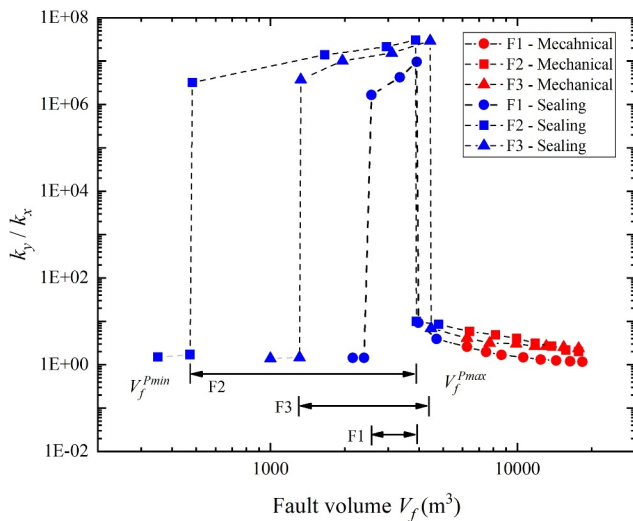 1E+08
1E+06
1E+04
1E+02
1E+00
1E-02
k_y / k_x
F1 - Mecahnical
F2 - Mechanical
F3 - Mechanical
F1 - Sealing
F2 - Sealing
F3 - Sealing
V_f^{Pmin}
F2
V_f^{Pmax}
F3
F1
1000
10000
Fault volume V_f (m³)